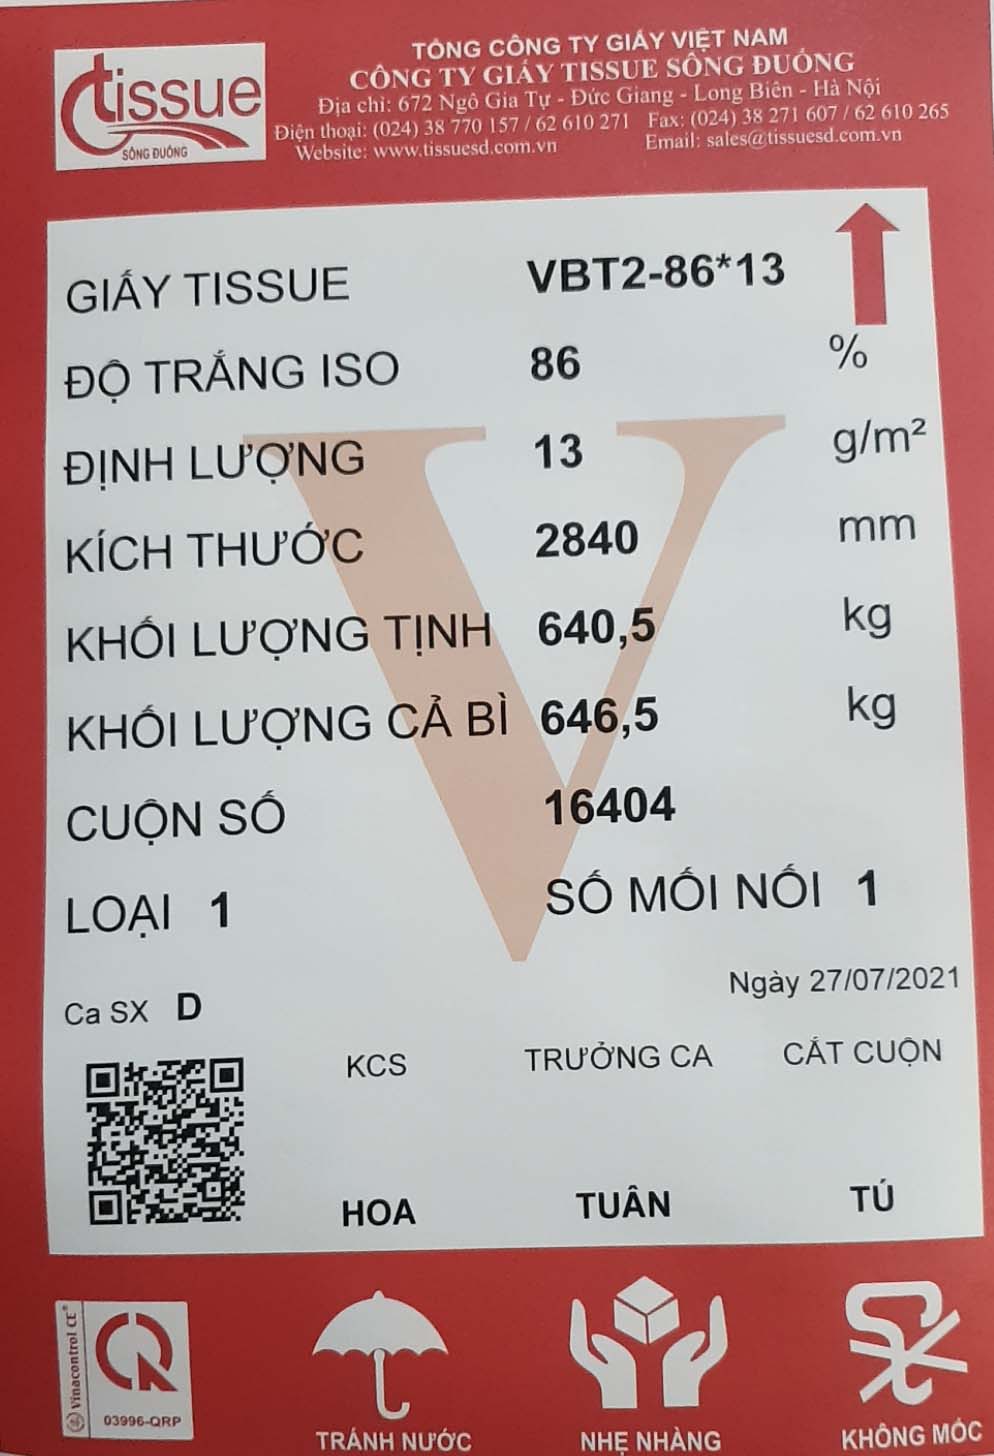 tissue
SÔNG ĐUỐNG
TỔNG CÔNG TY GIẤY VIỆT NAM
CÔNG TY GIẤY TISSUE SÔNG ĐUỐNG
Địa chỉ: 672 Ngô Gia Tự - Đức Giang - Long Biên - Hà Nội
Điện thoại: (024) 38 770 157 / 62 610 271 Fax: (024) 38 271 607 / 62 610 265
Website: www.tissuesd.com.vn Email: sales@tissuesd.com.vn
GIẤY TISSUE VBT2-86*13
ĐỘ TRẮNG ISO 86 %
ĐỊNH LƯỢNG 13 g/m²
KÍCH THƯỚC 2840 mm
KHỐI LƯỢNG TỊNH 640,5 kg
KHỐI LƯỢNG CẢ BÌ 646,5 kg
CUỘN SỐ 16404
LOẠI 1 SỐ MỐI NỐI 1
Ngày 27/07/2021
Ca SX D
KCS TRƯỞNG CA CẮT CUỘN
HOA TUÂN TÚ
V
Vinacontrol CE®
03996-QRP
TRÁNH NƯỚC NHẸ NHÀNG KHÔNG MÓC